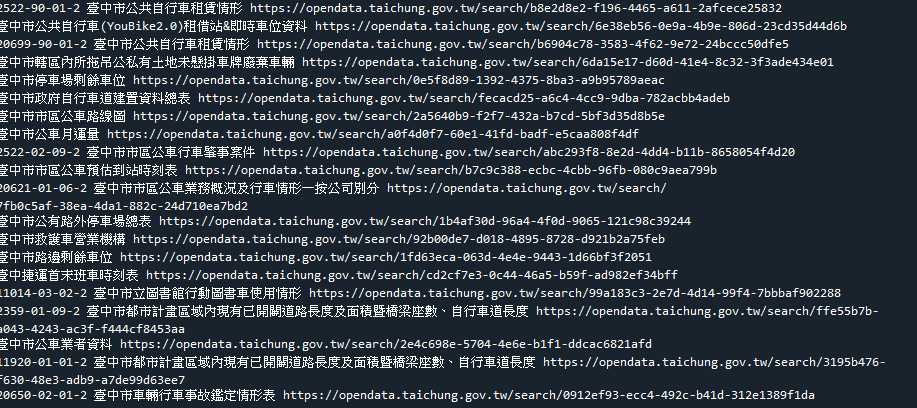 2522-90-01-2 臺中市公共自行車租賃情形 https://opendata.taichung.gov.tw/search/b8e2d8e2-f196-4465-a611-2afcece25832
臺中市公共自行車(YouBike2.0)租借站&即時車位資料 https://opendata.taichung.gov.tw/search/6e38eb56-0e9a-4b9e-806d-23cd35d44d6b
20699-90-01-2 臺中市公共自行車租賃情形 https://opendata.taichung.gov.tw/search/b6904c78-3583-4f62-9e72-24bccc50dfe5
臺中市轄區內所拖吊公私有土地未懸掛車牌廢棄車輛 https://opendata.taichung.gov.tw/search/6da15e17-d60d-41e4-8c32-3f3ade434e01
臺中市停車場剩餘車位 https://opendata.taichung.gov.tw/search/0e5f8d89-1392-4375-8ba3-a9b95789aeac
臺中市政府自行車道建置資料總表 https://opendata.taichung.gov.tw/search/fecacd25-a6c4-4cc9-9dba-782acbb4adeb
臺中市市區公車路線圖 https://opendata.taichung.gov.tw/search/2a5640b9-f2f7-432a-b7cd-5bf3d35d8b5e
臺中市公車月運量 https://opendata.taichung.gov.tw/search/a0f4d0f7-60e1-41fd-badf-e5caa808f4df
2522-02-09-2 臺中市市區公車行車肇事案件 https://opendata.taichung.gov.tw/search/abc293f8-8e2d-4dd4-b11b-8658054f4d20
臺中市市區公車預估到站時刻表 https://opendata.taichung.gov.tw/search/b7c9c388-ecbc-4cbb-96fb-080c9aea799b
20621-01-06-2 臺中市市區公車業務概況及行車情形—按公司別分 https://opendata.taichung.gov.tw/search/
7fb0c5af-38ea-4da1-882c-24d710ea7bd2
臺中市公有路外停車場總表 https://opendata.taichung.gov.tw/search/1b4af30d-96a4-4f0d-9065-121c98c39244
臺中市救護車營業機構 https://opendata.taichung.gov.tw/search/92b00de7-d018-4895-8728-d921b2a75feb
臺中市路邊剩餘車位 https://opendata.taichung.gov.tw/search/1fd63eca-063d-4e4e-9443-1d66bf3f2051
臺中捷運首末班車時刻表 https://opendata.taichung.gov.tw/search/cd2cf7e3-0c44-46a5-b59f-ad982ef34bff
11014-03-02-2 臺中市立圖書館行動圖書車使用情形 https://opendata.taichung.gov.tw/search/99a183c3-2e7d-4d14-99f4-7bbbaf902288
2359-01-09-2 臺中市都市計畫區域內現有已開闢道路長度及面積暨橋梁座數、自行車道長度 https://opendata.taichung.gov.tw/search/ffe55b7b-
a043-4243-ac3f-f444cf8453aa
臺中市公車業者資料 https://opendata.taichung.gov.tw/search/2e4c698e-5704-4e6e-b1f1-ddcac6821afd
11920-01-01-2 臺中市都市計畫區域內現有已開闢道路長度及面積暨橋梁座數、自行車道長度 https://opendata.taichung.gov.tw/search/3195b476-
f630-48e3-adb9-a7de99d63ee7
20650-02-01-2 臺中市車輛行車事故鑑定情形表 https://opendata.taichung.gov.tw/search/0912ef93-ecc4-492c-b41d-312e1389f1da